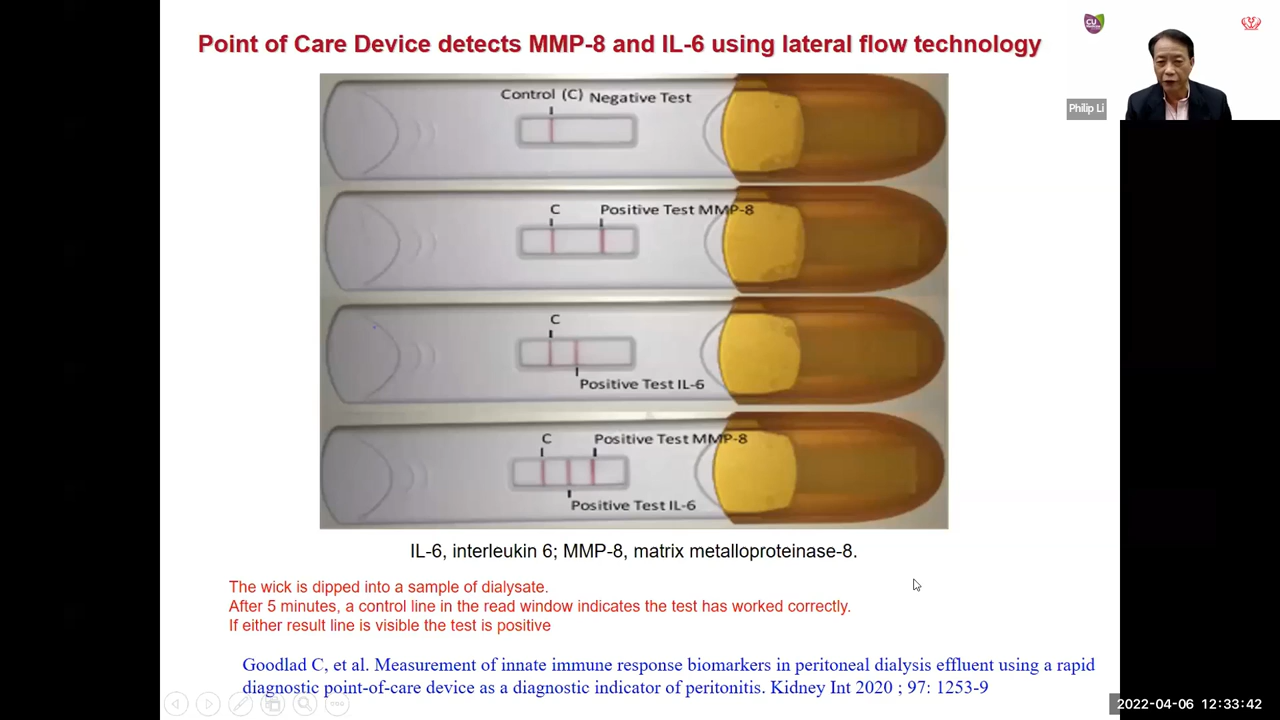 Point of Care Device detects MMP-8 and IL-6 using lateral flow technology
CU
Philip Li
Control (C) Negative Test
C Positive Test MMP-8
C
Positive Test IL-6
C Positive Test MMP-8
Positive Test IL-6
IL-6, interleukin 6; MMP-8, matrix metalloproteinase-8.
The wick is dipped into a sample of dialysate.
After 5 minutes, a control line in the read window indicates the test has worked correctly.
If either result line is visible the test is positive
Goodlad C, et al. Measurement of innate immune response biomarkers in peritoneal dialysis effluent using a rapid
diagnostic point-of-care device as a diagnostic indicator of peritonitis. Kidney Int 2020 ; 97: 1253-9
2022-04-06 12:33:42